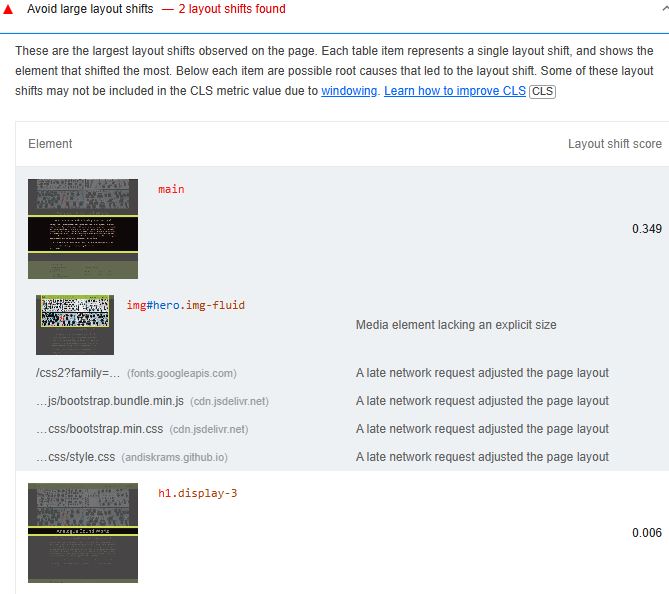 Avoid large layout shifts — 2 layout shifts found
These are the largest layout shifts observed on the page. Each table item represents a single layout shift, and shows the
element that shifted the most. Below each item are possible root causes that led to the layout shift. Some of these layout
shifts may not be included in the CLS metric value due to windowing. Learn how to improve CLS CLS
Element Layout shift score
main
0.349
img#hero.img-fluid
Media element lacking an explicit size
/css2?family=… (fonts.googleapis.com) A late network request adjusted the page layout
…js/bootstrap.bundle.min.js (cdn.jsdelivr.net) A late network request adjusted the page layout
…css/bootstrap.min.css (cdn.jsdelivr.net) A late network request adjusted the page layout
…css/style.css (andiskrams.github.io) A late network request adjusted the page layout
h1.display-3
0.006